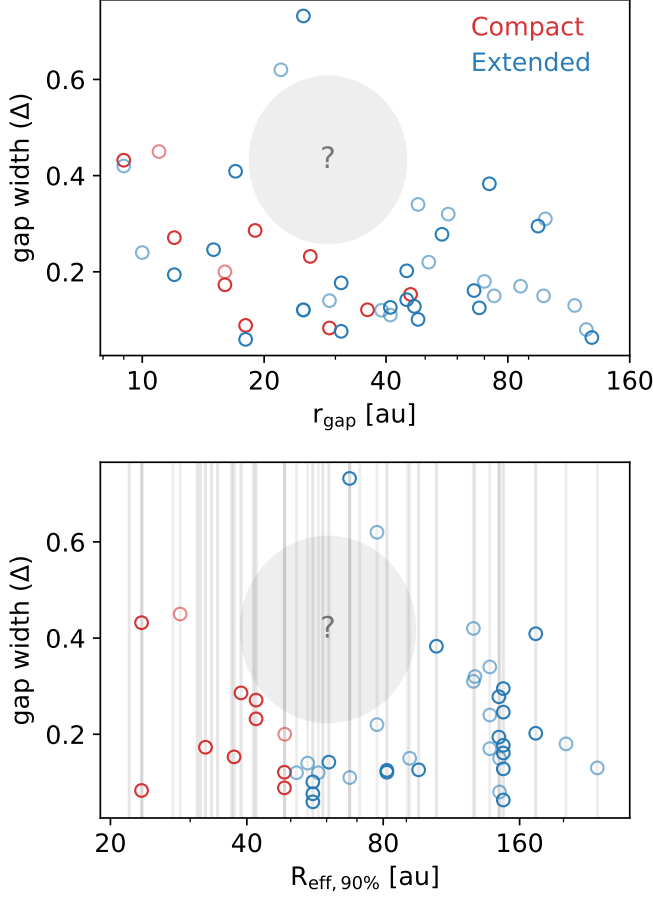 Compact
Extended
0.6
0.4
0.2
gap width (Δ)
?
10 20 40 80 160
r_gap [au]
0.6
0.4
0.2
gap width (Δ)
?
20 40 80 160
R_eff, 90% [au]